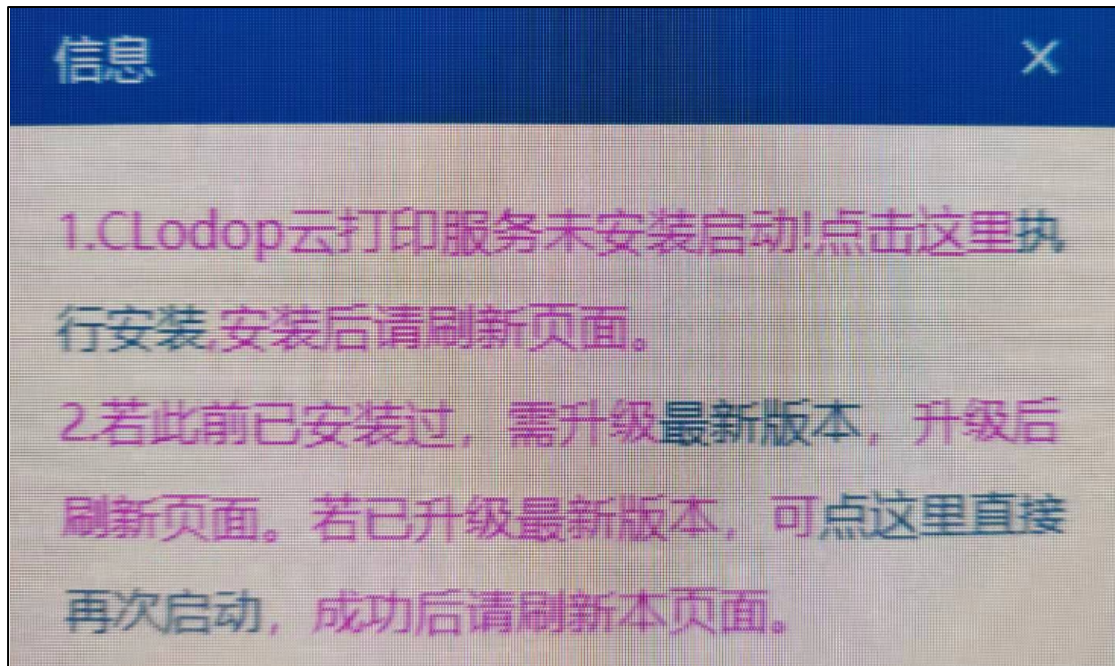 信息
1.CLodop云打印服务未安装启动!点击这里执
行安装,安装后请刷新页面。
2.若此前已安装过，需升级最新版本，升级后
刷新页面。若已升级最新版本，可点这里直接
再次启动，成功后请刷新本页面。